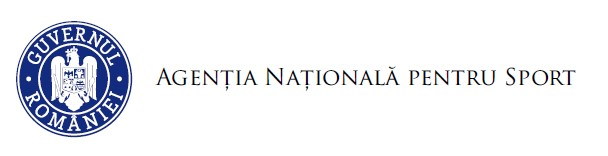 GUVERNUL
ROMÂNIEI
AGENȚIA NAȚIONALĂ PENTRU SPORT